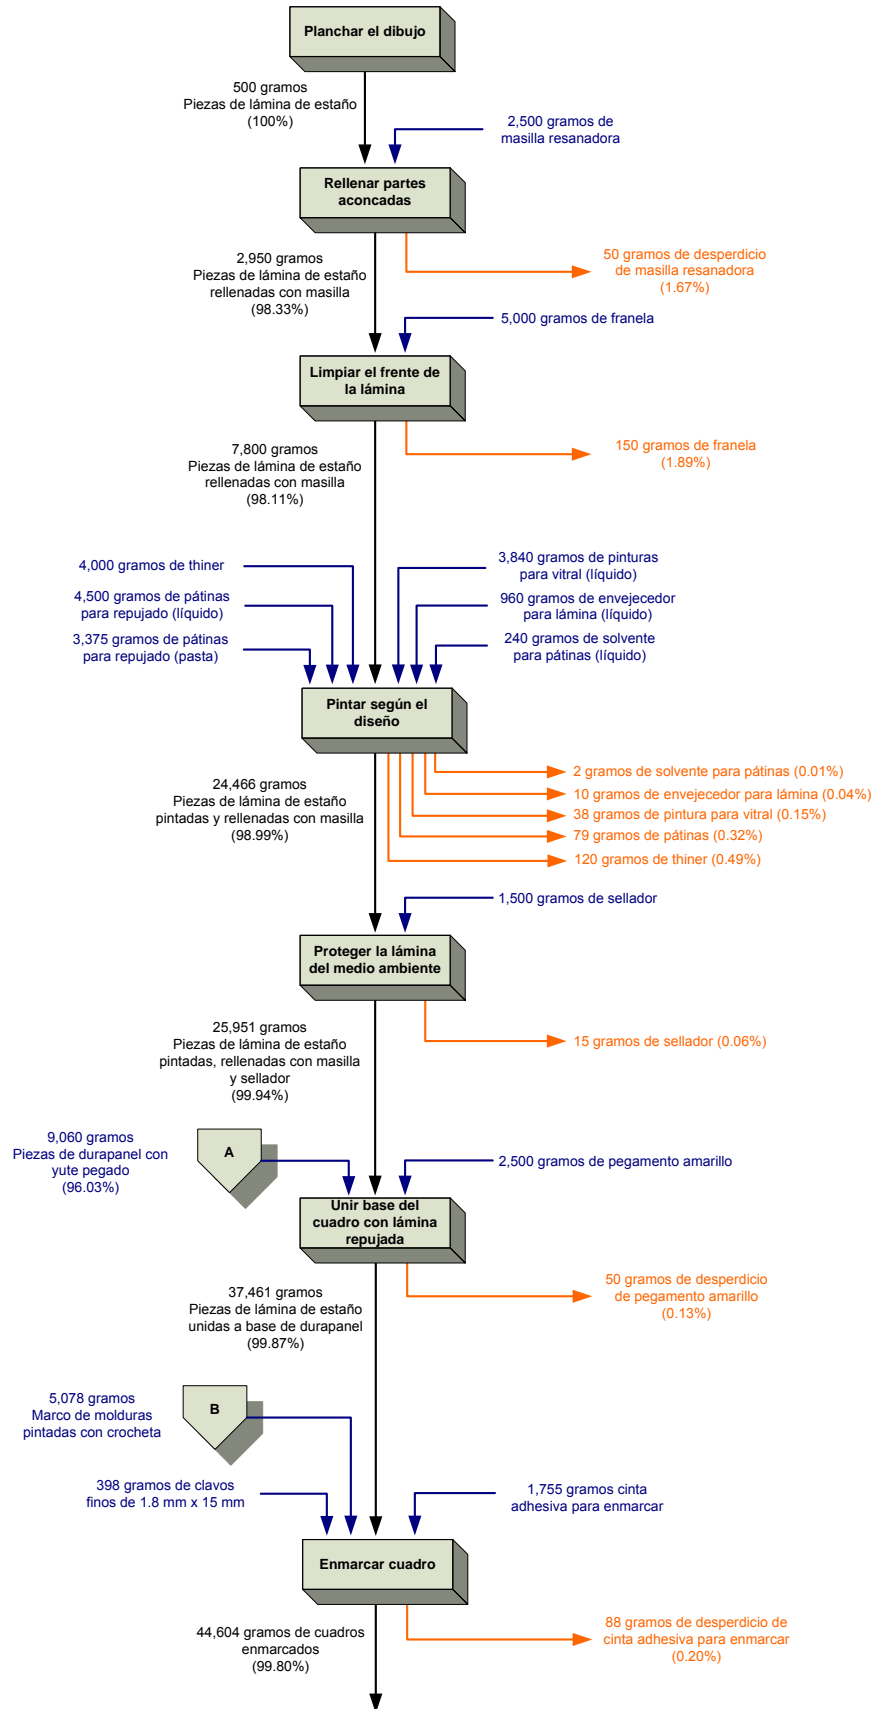 Planchar el dibujo
500 gramos
Piezas de lámina de estaño
(100%)
2,500 gramos de
masilla resanadora
Rellenar partes
aconcadas
2,950 gramos
Piezas de lámina de estaño
rellenadas con masilla
(98.33%)
50 gramos de desperdicio
de masilla resanadora
(1.67%)
5,000 gramos de franela
Limpiar el frente de
la lámina
7,800 gramos
Piezas de lámina de estaño
rellenadas con masilla
(98.11%)
150 gramos de franela
(1.89%)
4,000 gramos de thiner
4,500 gramos de pátinas
para repujado (líquido)
3,375 gramos de pátinas
para repujado (pasta)
3,840 gramos de pinturas
para vitral (líquido)
960 gramos de envejecedor
para lámina (líquido)
240 gramos de solvente
para pátinas (líquido)
Pintar según el
diseño
24,466 gramos
Piezas de lámina de estaño
pintadas y rellenadas con masilla
(98.99%)
2 gramos de solvente para pátinas (0.01%)
10 gramos de envejecedor para lámina (0.04%)
38 gramos de pintura para vitral (0.15%)
79 gramos de pátinas (0.32%)
120 gramos de thiner (0.49%)
1,500 gramos de sellador
Proteger la lámina
del medio ambiente
25,951 gramos
Piezas de lámina de estaño
pintadas, rellenadas con masilla
y sellador
(99.94%)
15 gramos de sellador (0.06%)
9,060 gramos
Piezas de durapanel con
yute pegado
(96.03%)
A
2,500 gramos de pegamento amarillo
Unir base del
cuadro con lámina
repujada
37,461 gramos
Piezas de lámina de estaño
unidas a base de durapanel
(99.87%)
50 gramos de desperdicio
de pegamento amarillo
(0.13%)
5,078 gramos
Marco de molduras
pintadas con crocheta
B
398 gramos de clavos
finos de 1.8 mm x 15 mm
1,755 gramos cinta
adhesiva para enmarcar
Enmarcar cuadro
44,604 gramos de cuadros
enmarcados
(99.80%)
88 gramos de desperdicio de
cinta adhesiva para enmarcar
(0.20%)